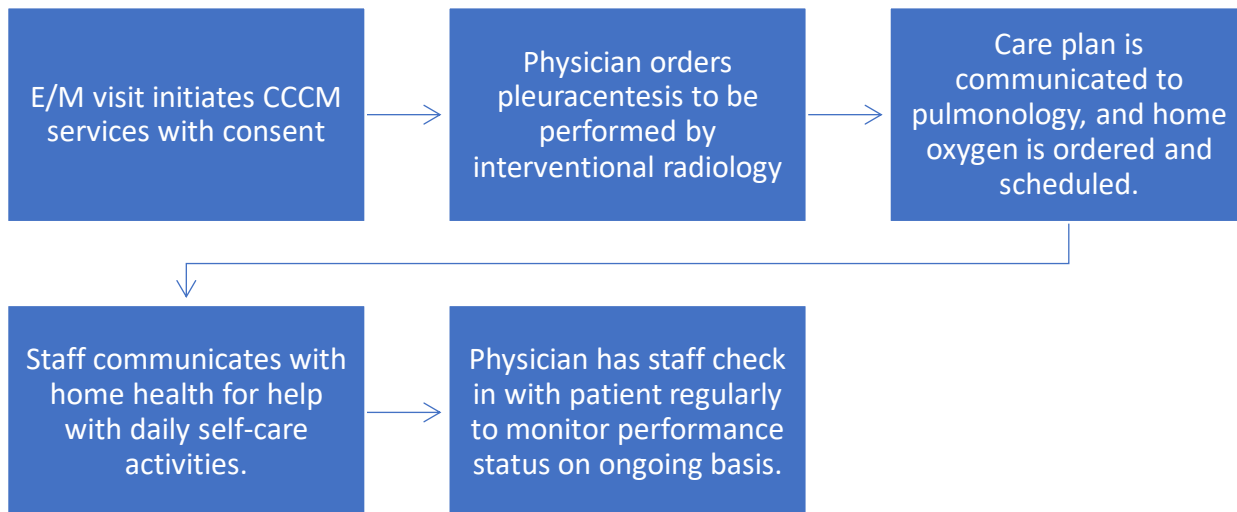 E/M visit initiates CCCM
services with consent
Physician orders
pleuracentesis to be
performed by
interventional radiology
Care plan is
communicated to
pulmonology, and home
oxygen is ordered and
scheduled.
Staff communicates with
home health for help
with daily self-care
activities.
Physician has staff check
in with patient regularly
to monitor performance
status on ongoing basis.